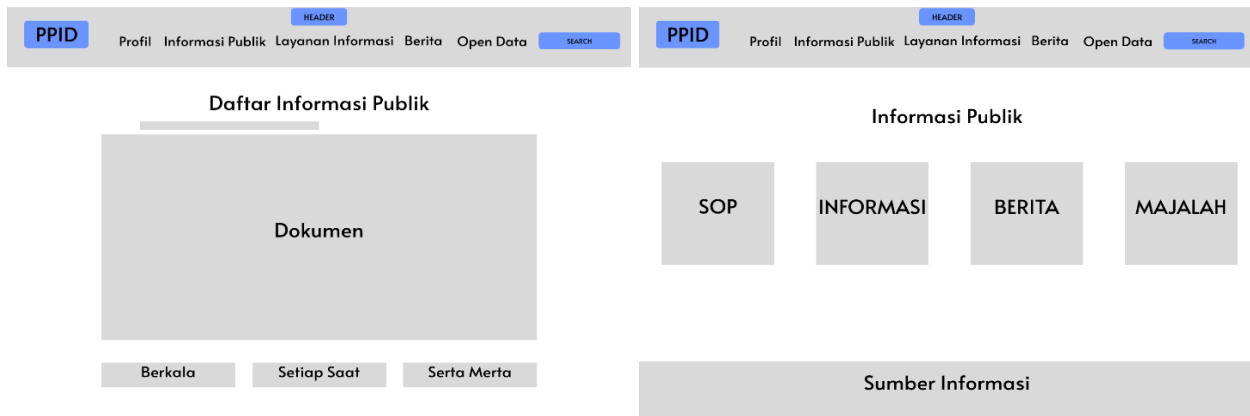 HEADER
PPID
Profil Informasi Publik Layanan Informasi Berita Open Data SEARCH
Daftar Informasi Publik
Dokumen
Berkala Setiap Saat Serta Merta
HEADER
PPID
Profil Informasi Publik Layanan Informasi Berita Open Data SEARCH
Informasi Publik
SOP INFORMASI BERITA MAJALAH
Sumber Informasi